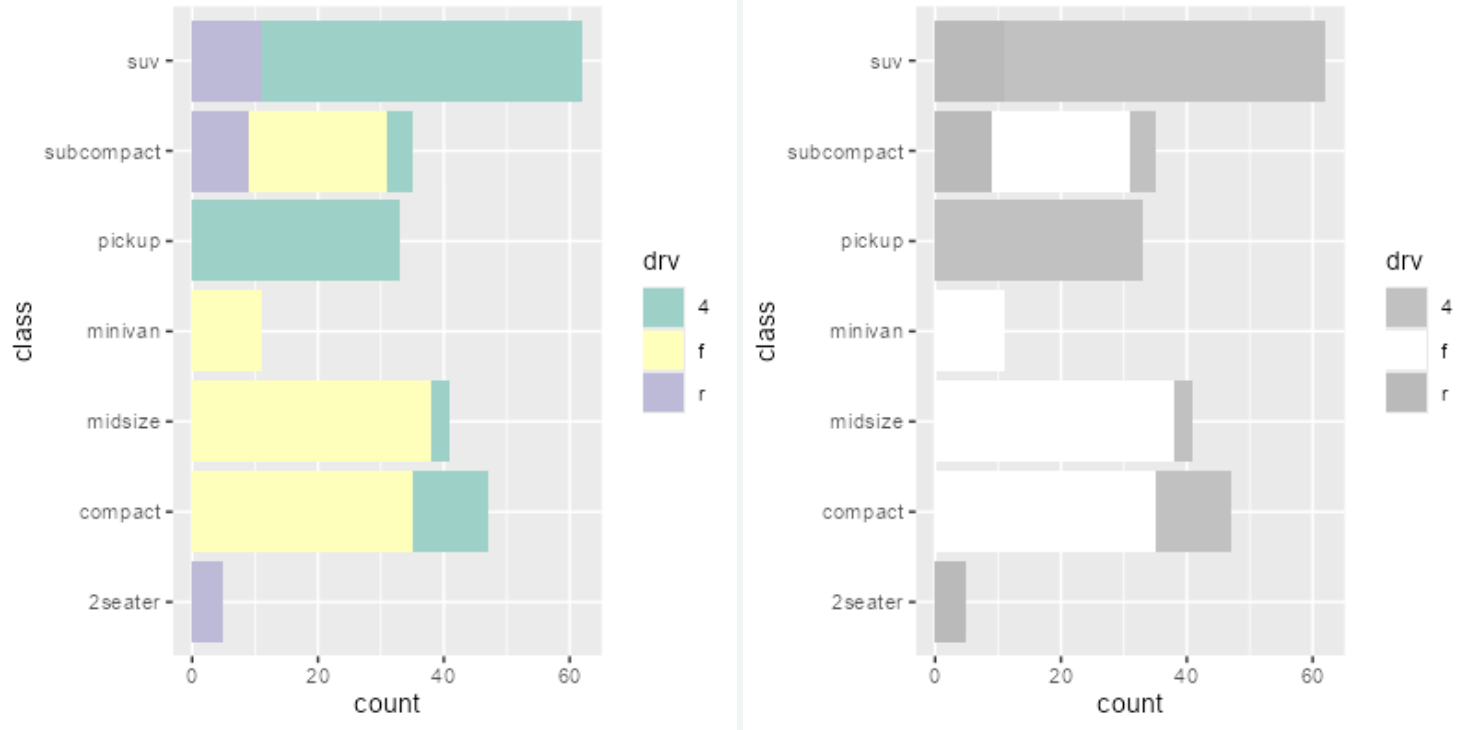 suv
subcompact
pickup
minivan
midsize
compact
2seater
class
0 20 40 60
count
drv
4
f
r
suv
subcompact
pickup
minivan
midsize
compact
2seater
class
0 20 40 60
count
drv
4
f
r